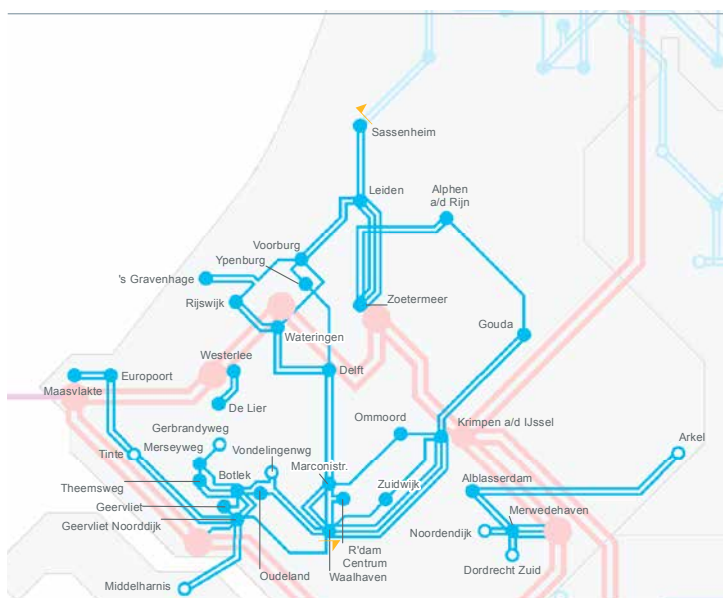 Sassenheim
Leiden
Alphen
a/d Rijn
Voorburg
Ypenburg
's Gravenhage
Rijswijk
Zoetermeer
Gouda
Wateringen
Westerlee
Delft
Maasvlakte
Europoort
De Lier
Ommoord
Krimpen a/d IJssel
Gerbrandyweg
Merseyweg
Vondelingenwg
Arkel
Tinte
Marconistr.
Botlek
Theemsweg
Zuidwijk
Alblasserdam
Geervliet
Merwedehaven
Geervliet Noorddijk
Noordendijk
R'dam
Centrum
Dordrecht Zuid
Oudeland
Waalhaven
Middelharnis